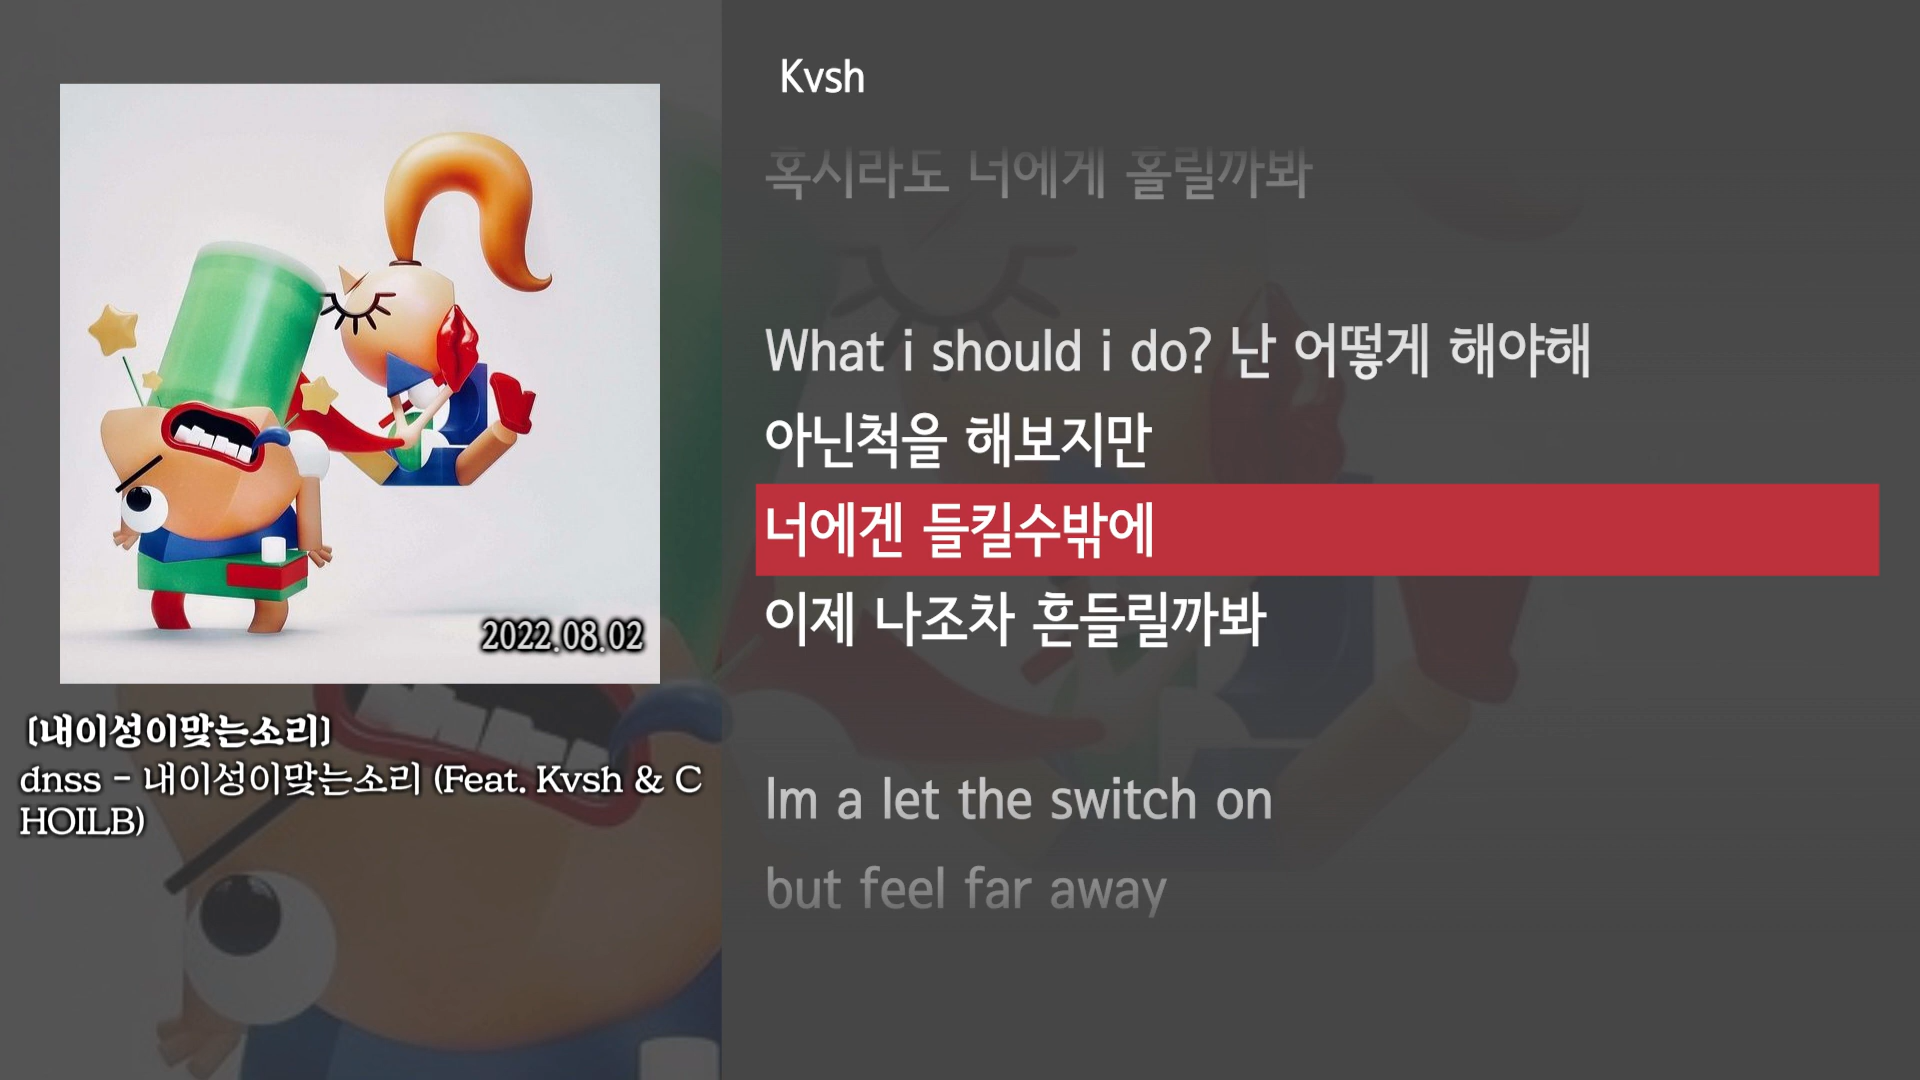 2022.08.02
[내이성이맞는소리]
dnss - 내이성이맞는소리 (Feat. Kvsh & C
HOILB)
Kvsh
혹시라도 너에게 홀릴까봐
What i should i do? 난 어떻게 해야해
아닌척을 해보지만
너에겐 들킬수밖에
이제 나조차 흔들릴까봐
Im a let the switch on
but feel far away